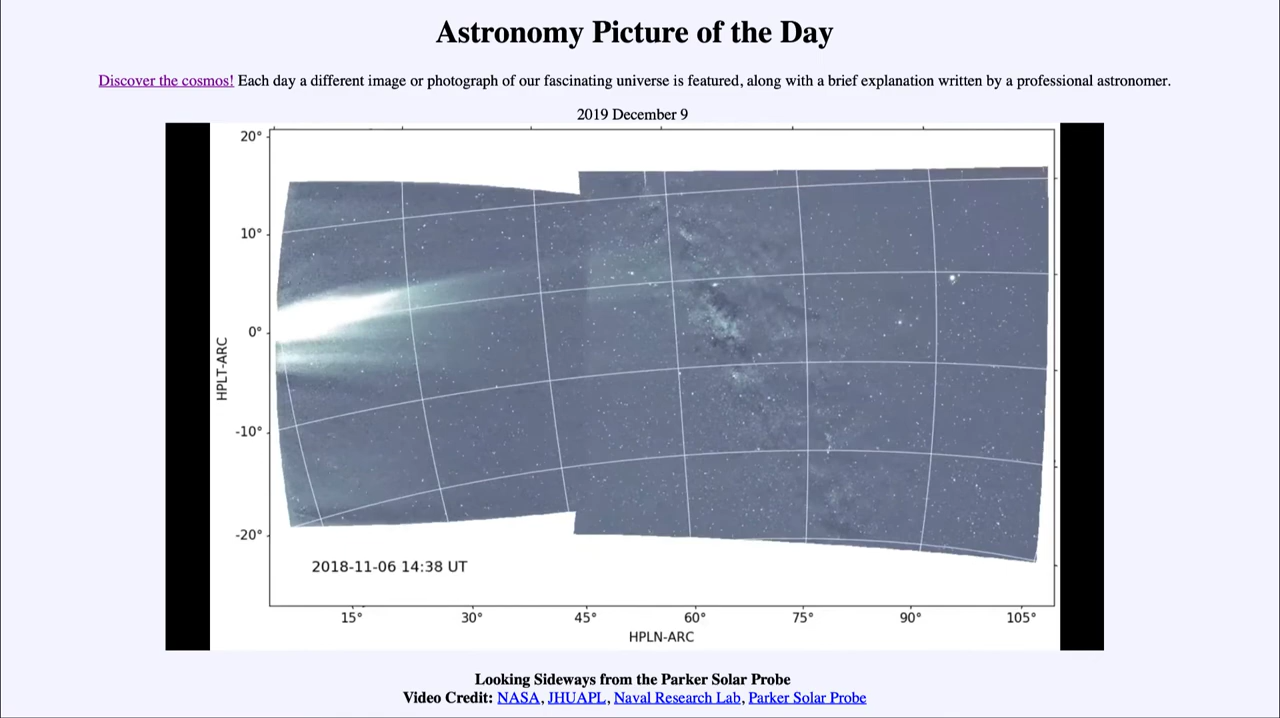 Astronomy Picture of the Day
Discover the cosmos! Each day a different image or photograph of our fascinating universe is featured, along with a brief explanation written by a professional astronomer.
2019 December 9
20°
10°
0°
-10°
-20°
HPLT-ARC
2018-11-06 14:38 UT
15° 30° 45° 60° 75° 90° 105°
HPLN-ARC
Looking Sideways from the Parker Solar Probe
Video Credit: NASA, JHUAPL, Naval Research Lab, Parker Solar Probe